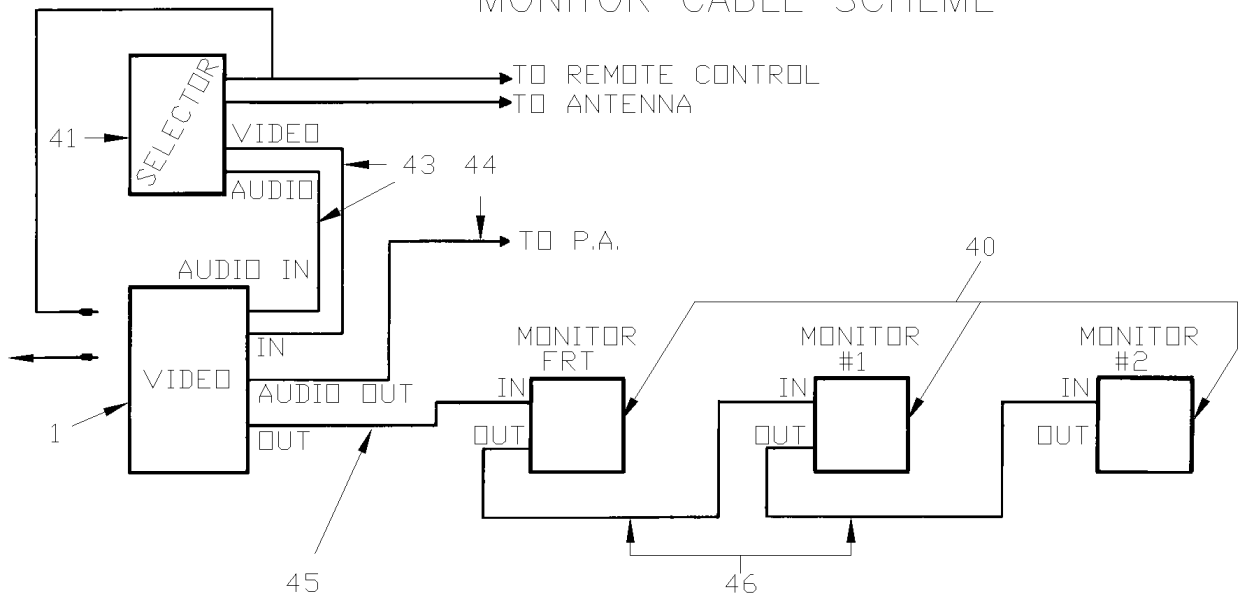 MONITOR CABLE SCHEME
TO REMOTE CONTROL
TO ANTENNA
SELECTOR
41
VIDEO
43
44
AUDIO
TO P.A.
40
AUDIO IN
IN
VIDEO
AUDIO OUT
OUT
1
MONITOR
FRT
IN
OUT
MONITOR
#1
IN
OUT
MONITOR
#2
IN
OUT
45
46